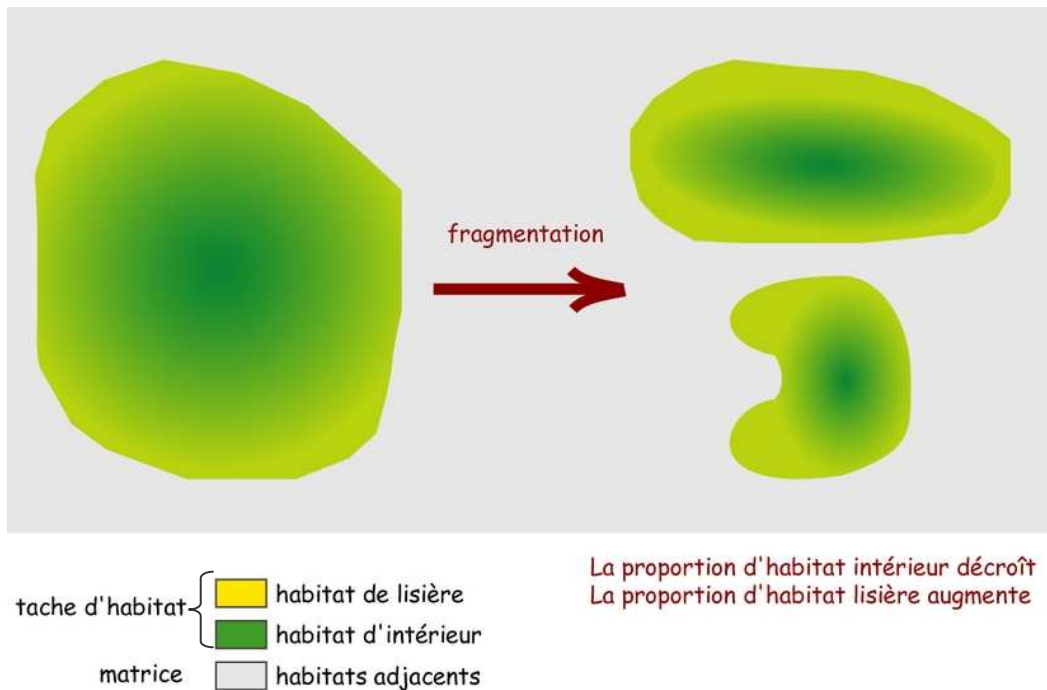 fragmentation
La proportion d'habitat intérieur décroît
La proportion d'habitat lisière augmente
tache d'habitat
habitat de lisière
habitat d'intérieur
matrice
habitats adjacents